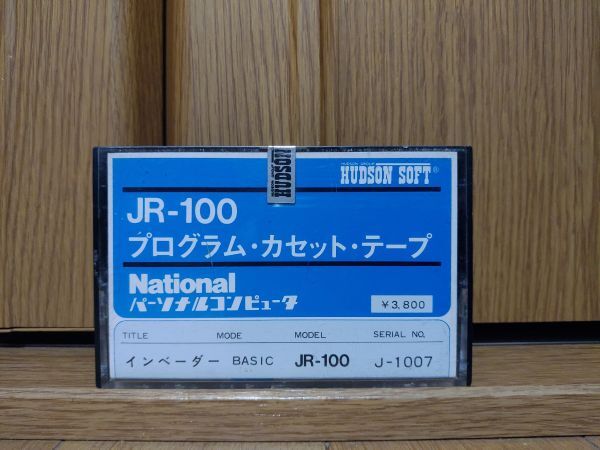 HUDSON
HUDSON GROUP
HUDSON SOFT®
JR-100
プログラム・カセット・テープ
National
パーソナルコンピュータ
￥3,800
TITLE MODE MODEL SERIAL NO.
インベーダー BASIC JR-100 J-1007